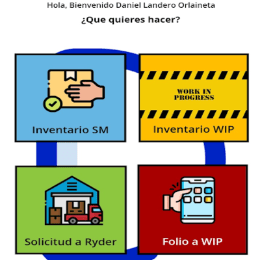 Hola, Bienvenido Daniel Landero Orlaineta
¿Que quieres hacer?
WORK IN
PROGRESS
Inventario SM
Inventario WIP
Solicitud a Ryder
Folio a WIP